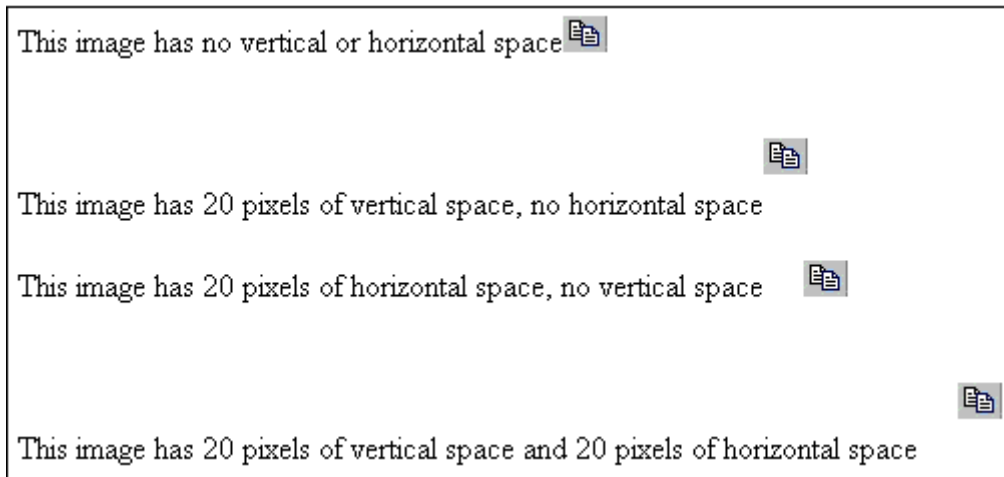 This image has no vertical or horizontal space
This image has 20 pixels of vertical space, no horizontal space
This image has 20 pixels of horizontal space, no vertical space
This image has 20 pixels of vertical space and 20 pixels of horizontal space